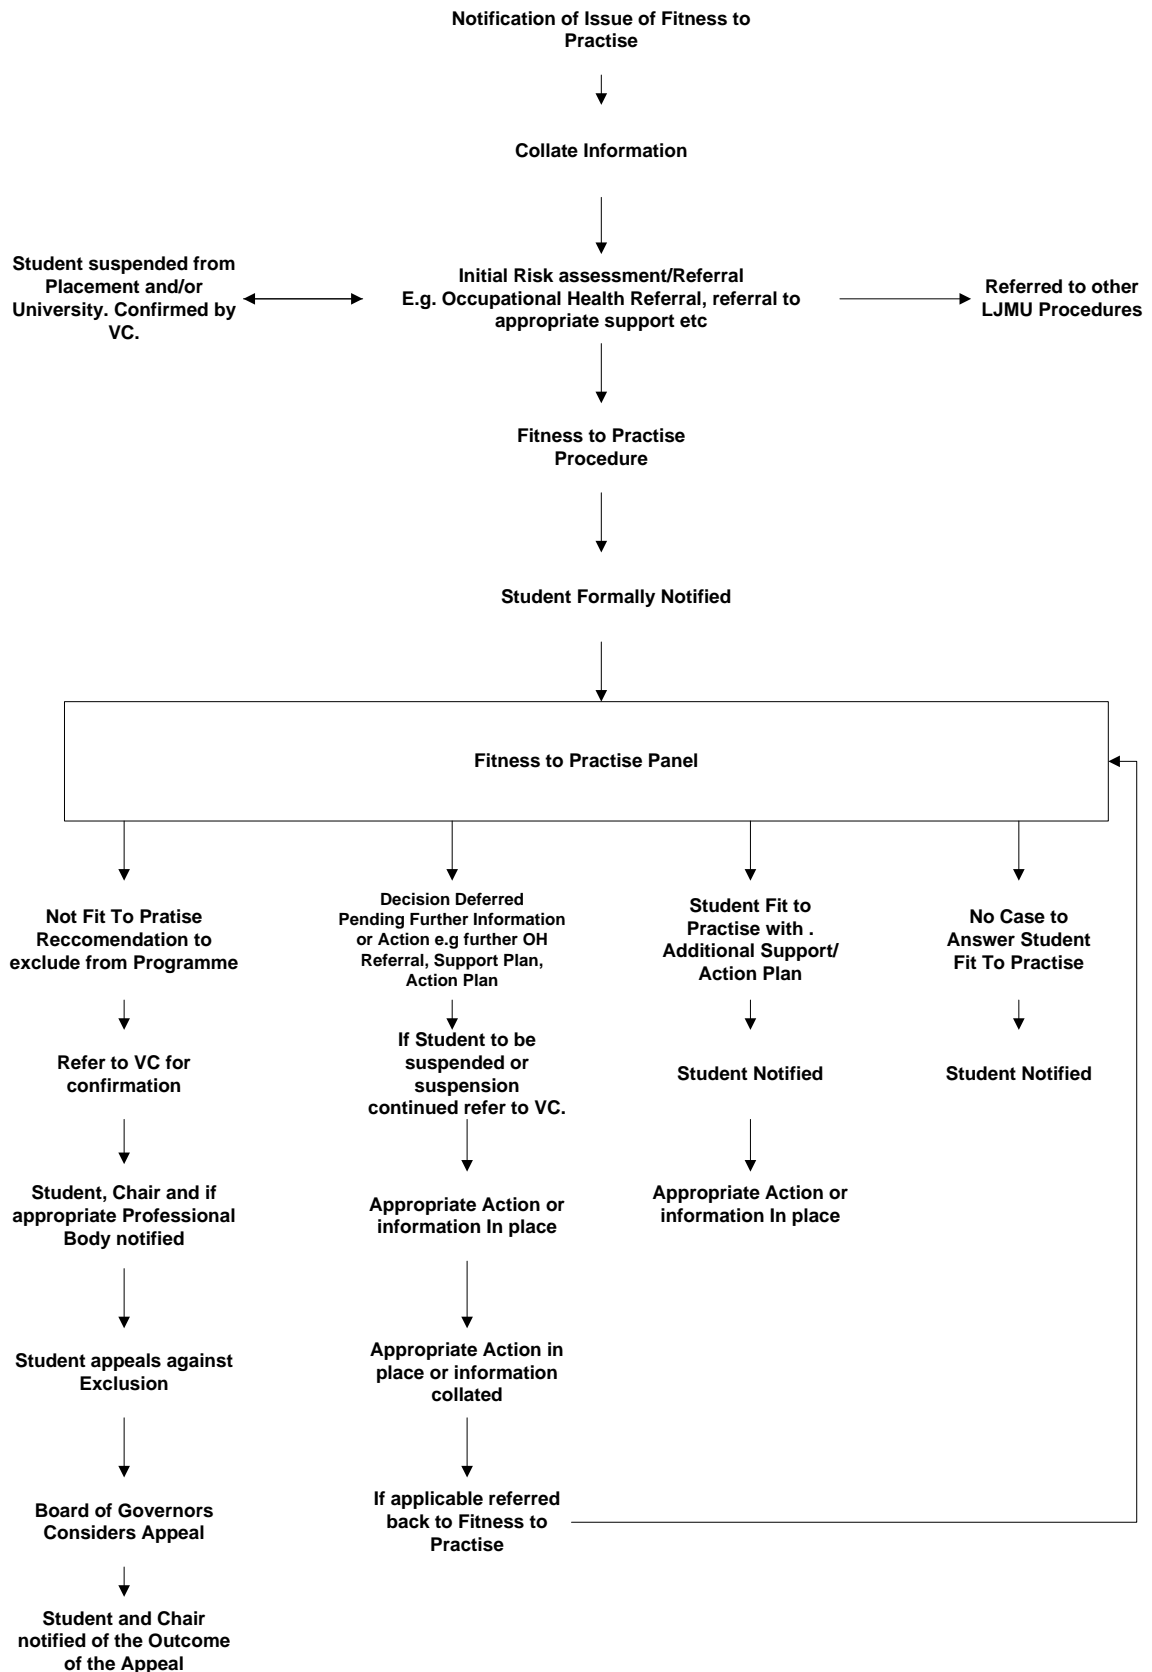 Notification of Issue of Fitness to
Practise
Collate Information
Student suspended from
Placement and/or
University. Confirmed by
VC.
Initial Risk assessment/Referral
E.g. Occupational Health Referral, referral to
appropriate support etc
Referred to other
LJMU Procedures
Fitness to Practise
Procedure
Student Formally Notified
Fitness to Practise Panel
Not Fit To Pratise
Reccomendation to
exclude from Programme
Decision Deferred
Pending Further Information
or Action e.g further OH
Referral, Support Plan,
Action Plan
Student Fit to
Practise with .
Additional Support/
Action Plan
No Case to
Answer Student
Fit To Practise
Refer to VC for
confirmation
If Student to be
suspended or
suspension
continued refer to VC.
Student Notified
Student Notified
Student, Chair and if
appropriate Professional
Body notified
Appropriate Action or
information In place
Appropriate Action or
information In place
Student appeals against
Exclusion
Appropriate Action in
place or information
collated
Board of Governors
Considers Appeal
If applicable referred
back to Fitness to
Practise
Student and Chair
notified of the Outcome
of the Appeal